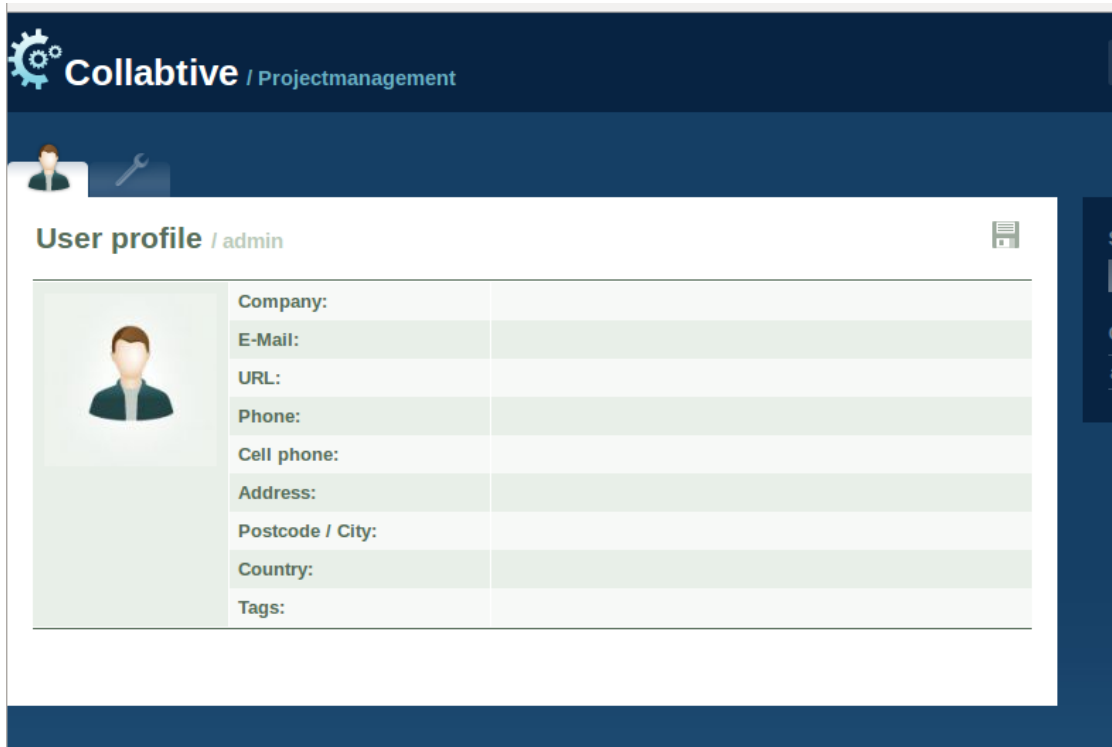 Collabtive / Projectmanagement
User profile / admin
Company:
E-Mail:
URL:
Phone:
Cell phone:
Address:
Postcode / City:
Country:
Tags: